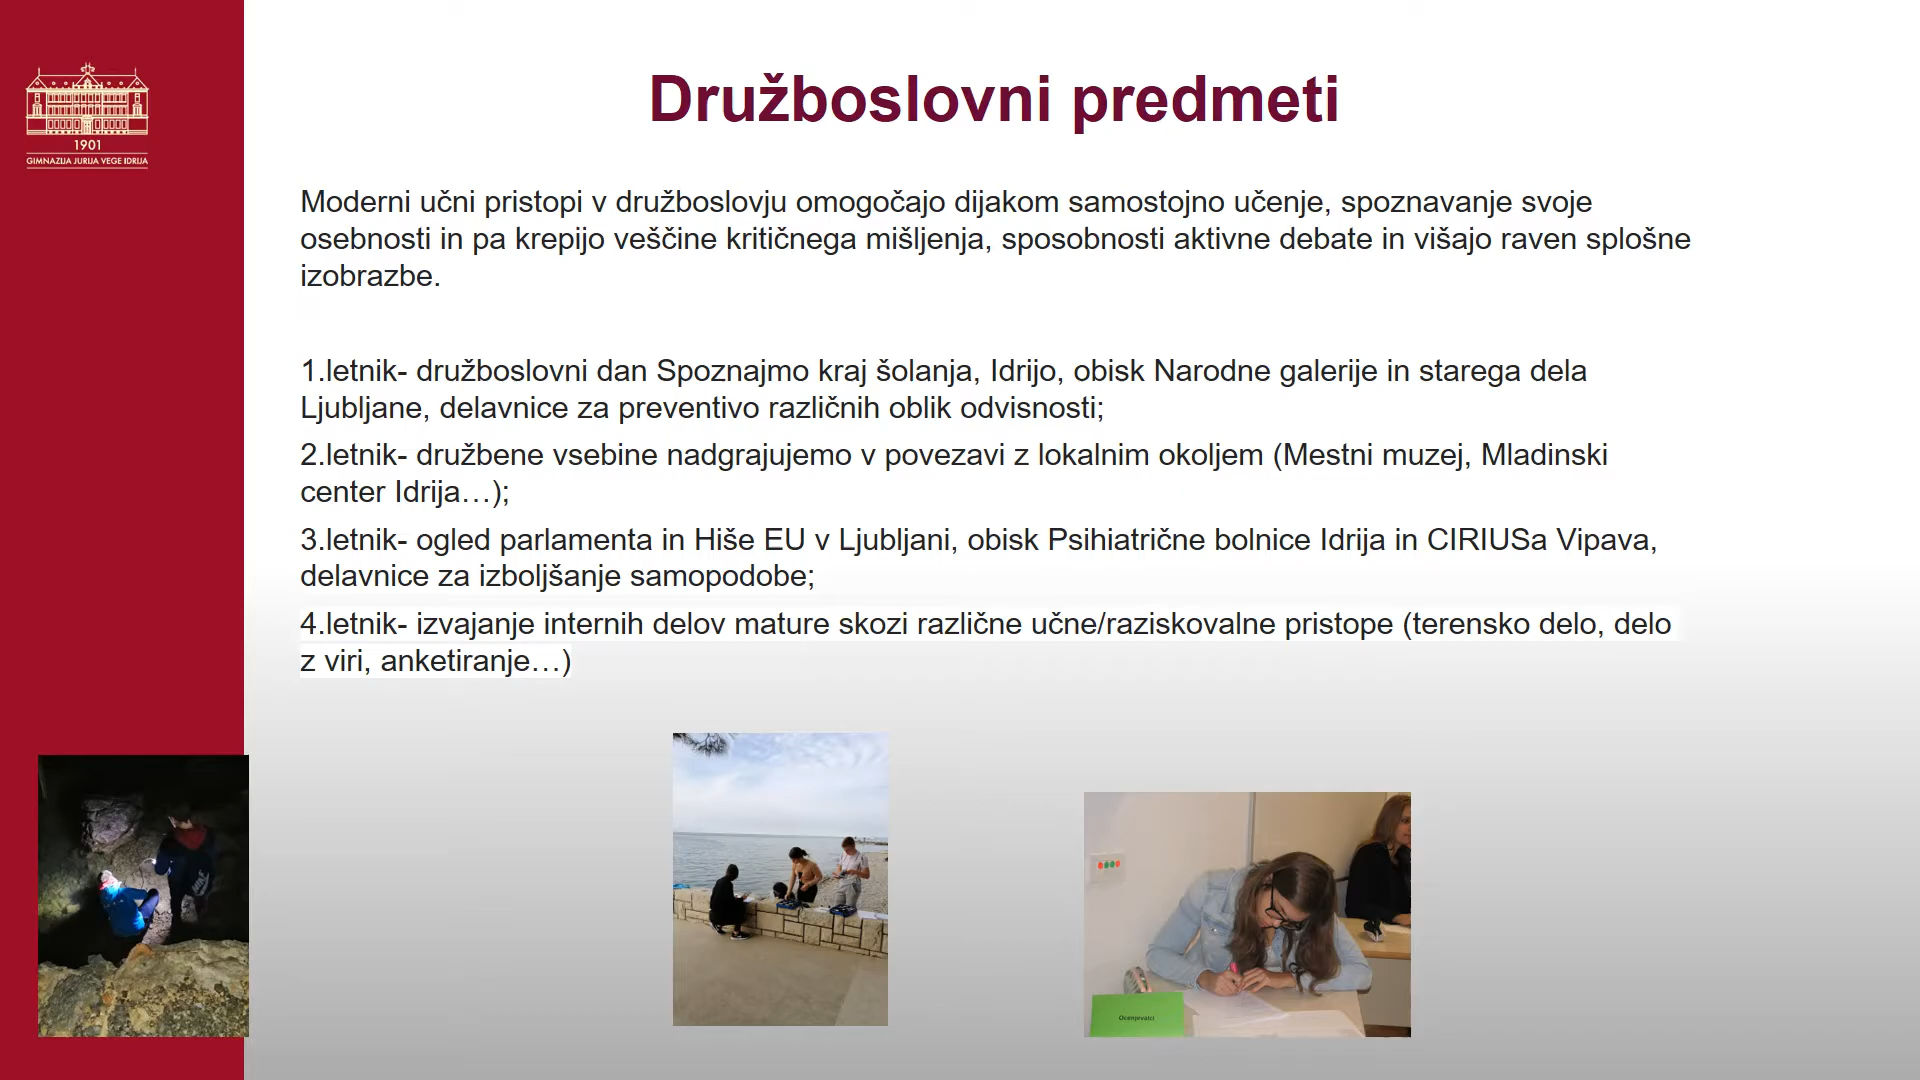 1901
GIMNAZIJA JURIJA VEGE IDRIJA
Družboslovni predmeti
Moderni učni pristopi v družboslovju omogočajo dijakom samostojno učenje, spoznavanje svoje
osebnosti in pa krepijo veščine kritičnega mišljenja, sposobnosti aktivne debate in višajo raven splošne
izobrazbe.
1.letnik- družboslovni dan Spoznajmo kraj šolanja, Idrijo, obisk Narodne galerije in starega dela
Ljubljane, delavnice za preventivo različnih oblik odvisnosti;
2.letnik- družbene vsebine nadgrajujemo v povezavi z lokalnim okoljem (Mestni muzej, Mladinski
center Idrija…);
3.letnik- ogled parlamenta in Hiše EU v Ljubljani, obisk Psihiatrične bolnice Idrija in CIRIUSa Vipava,
delavnice za izboljšanje samopodobe;
4.letnik- izvajanje internih delov mature skozi različne učne/raziskovalne pristope (terensko delo, delo
z viri, anketiranje…)